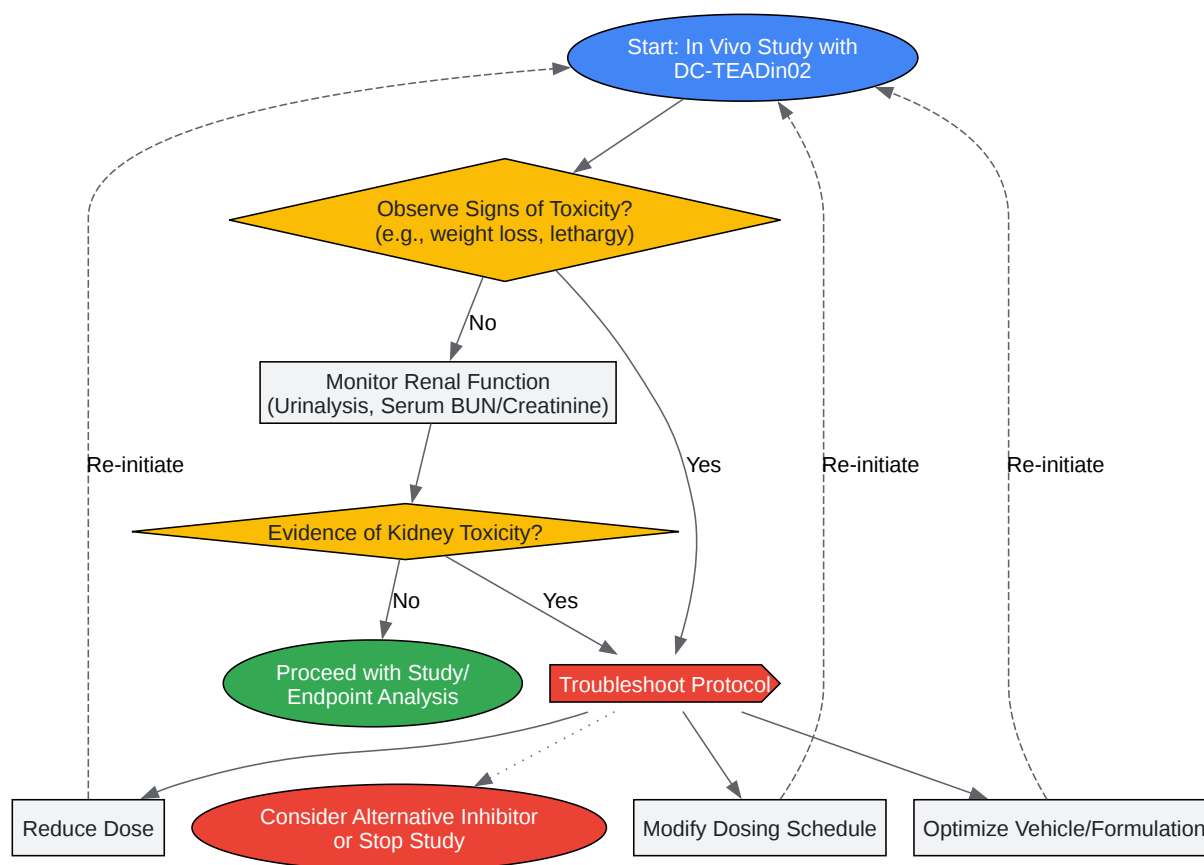 Start: In Vivo Study with
DC-TEADin02
Observe Signs of Toxicity?
(e.g., weight loss, lethargy)
No
Monitor Renal Function
(Urinalysis, Serum BUN/Creatinine)
Re-initiate
Yes
Re-initiate
Re-initiate
Evidence of Kidney Toxicity?
No
Yes
Proceed with Study/
Endpoint Analysis
Troubleshoot Protocol
Reduce Dose
Consider Alternative Inhibitor
or Stop Study
Modify Dosing Schedule
Optimize Vehicle/Formulation